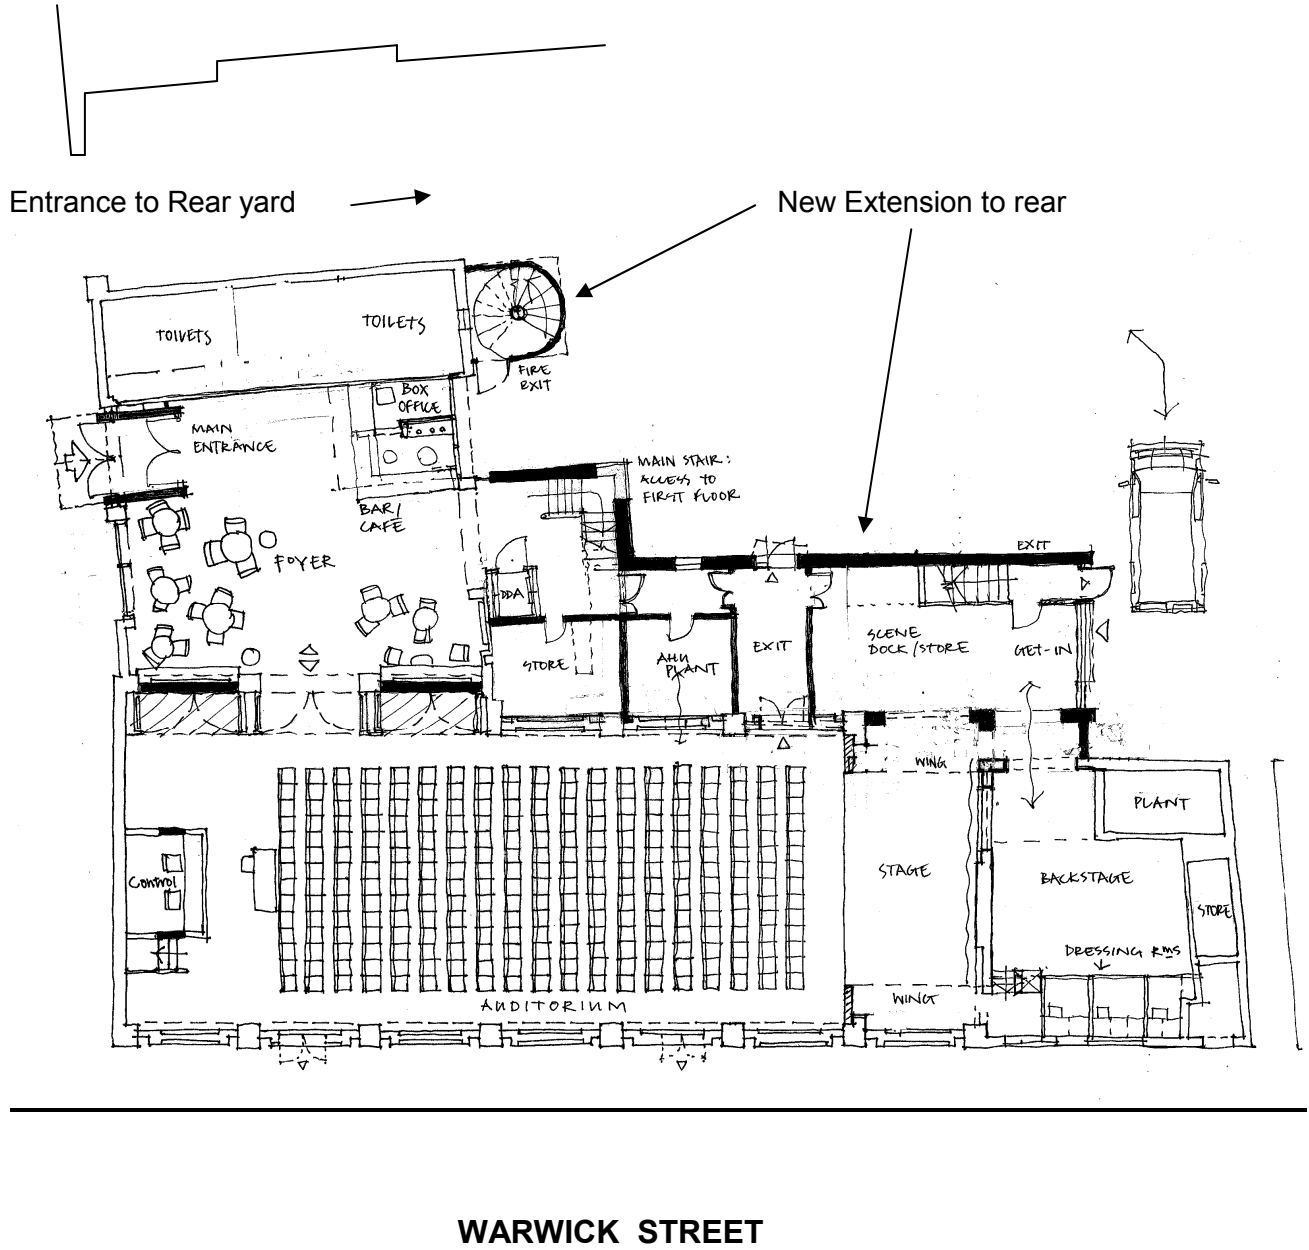 Entrance to Rear yard
New Extension to rear
TOILETS
TOILETS
FIRE
EXIT
BOX
OFFICE
MAIN
ENTRANCE
BAR/
CAFE
MAIN STAIR:
ACCESS TO
FIRST FLOOR
FOYER
EXIT
DDA
STORE
AHU
PLANT
EXIT
SCENE
DOCK/STORE
GET-IN
WING
PLANT
Control
STAGE
BACKSTAGE
STORE
DRESSING RMS
WING
AUDITORIUM
WARWICK STREET